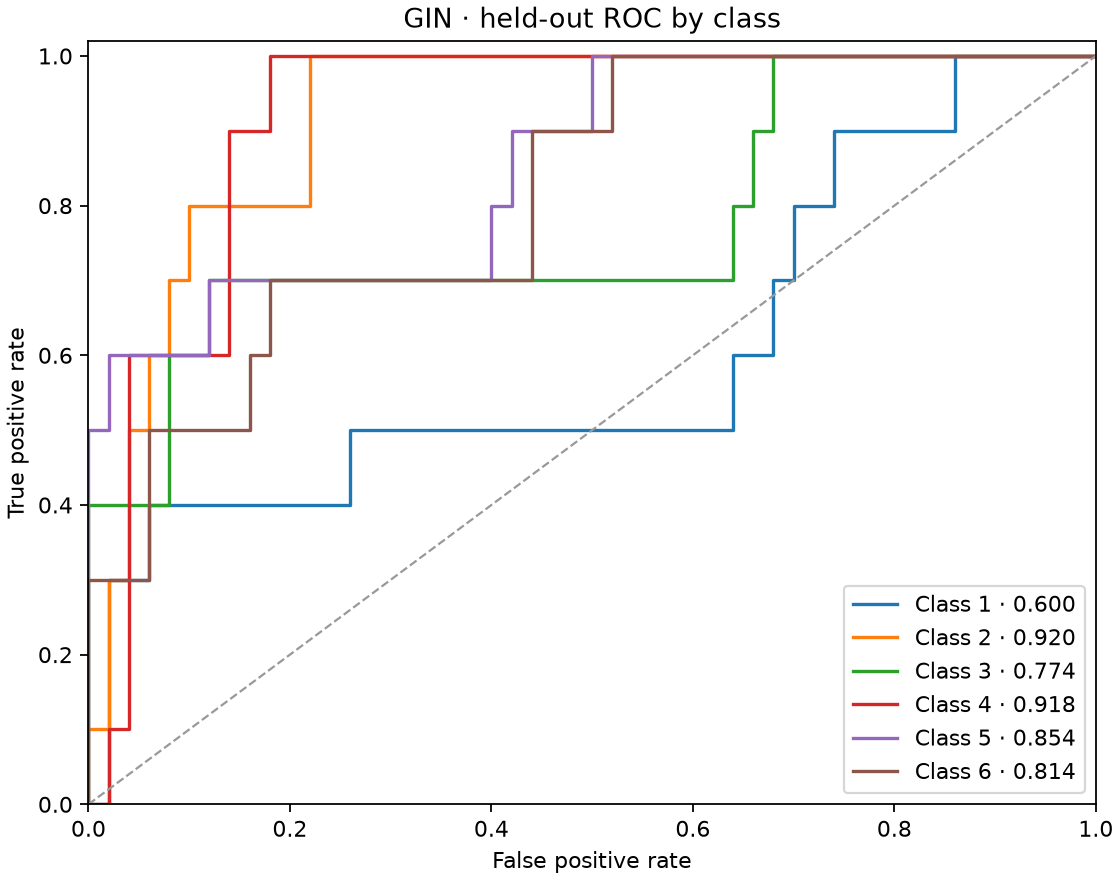 GIN · held-out ROC by class
True positive rate
1.0
0.8
0.6
0.4
0.2
0.0
0.0 0.2 0.4 0.6 0.8 1.0
False positive rate
Class 1 · 0.600
Class 2 · 0.920
Class 3 · 0.774
Class 4 · 0.918
Class 5 · 0.854
Class 6 · 0.814